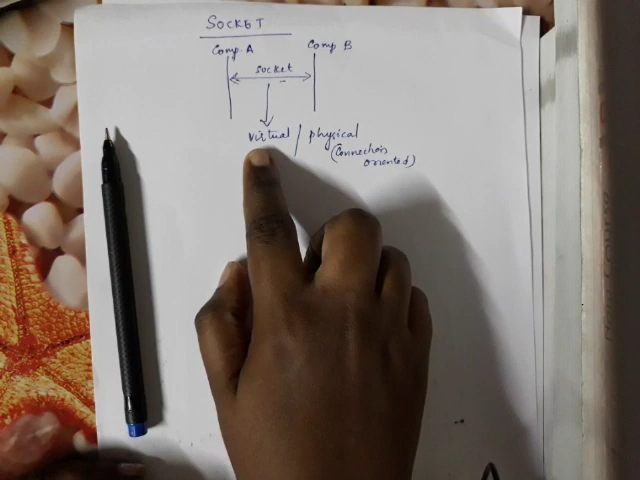 SOCKET
Comp. A Comp B
socket
virtual / physical
(Connection
oriented)